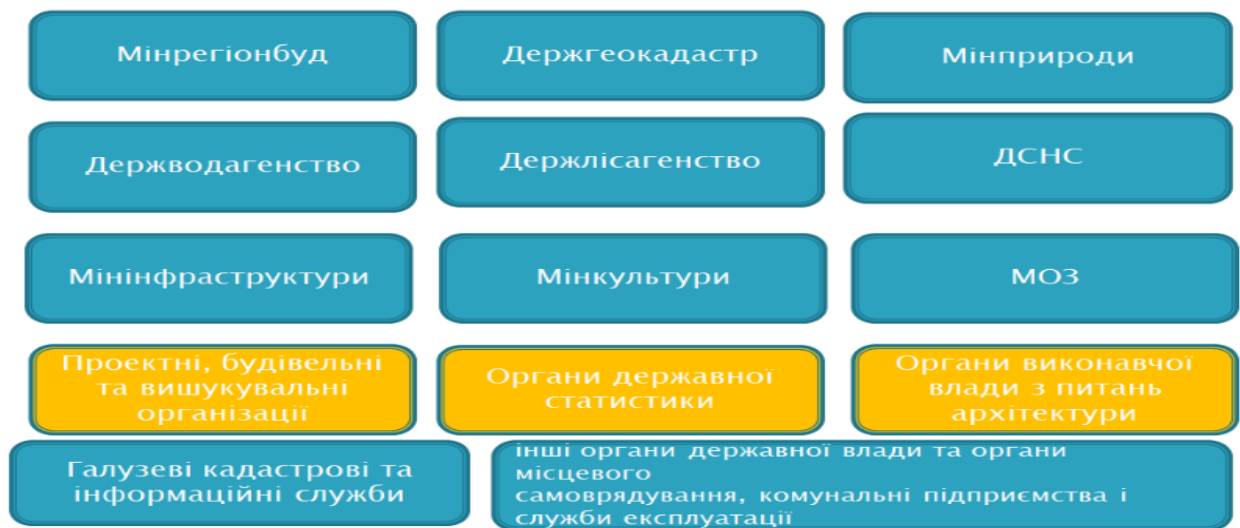 Мінрегіонбуд
Держгеокадастр
Мінприроди
Держводагенство
Держлісагенство
ДСНС
Мінінфраструктури
Мінкультури
МОЗ
Проектні, будівельні
та вишукувальні
організації
Органи державної
статистики
Органи виконавчої
влади з питань
архітектури
Галузеві кадастрові та
інформаційні служби
інші органи державної влади та органи
місцевого
самоврядування, комунальні підприємства і
служби експлуатації